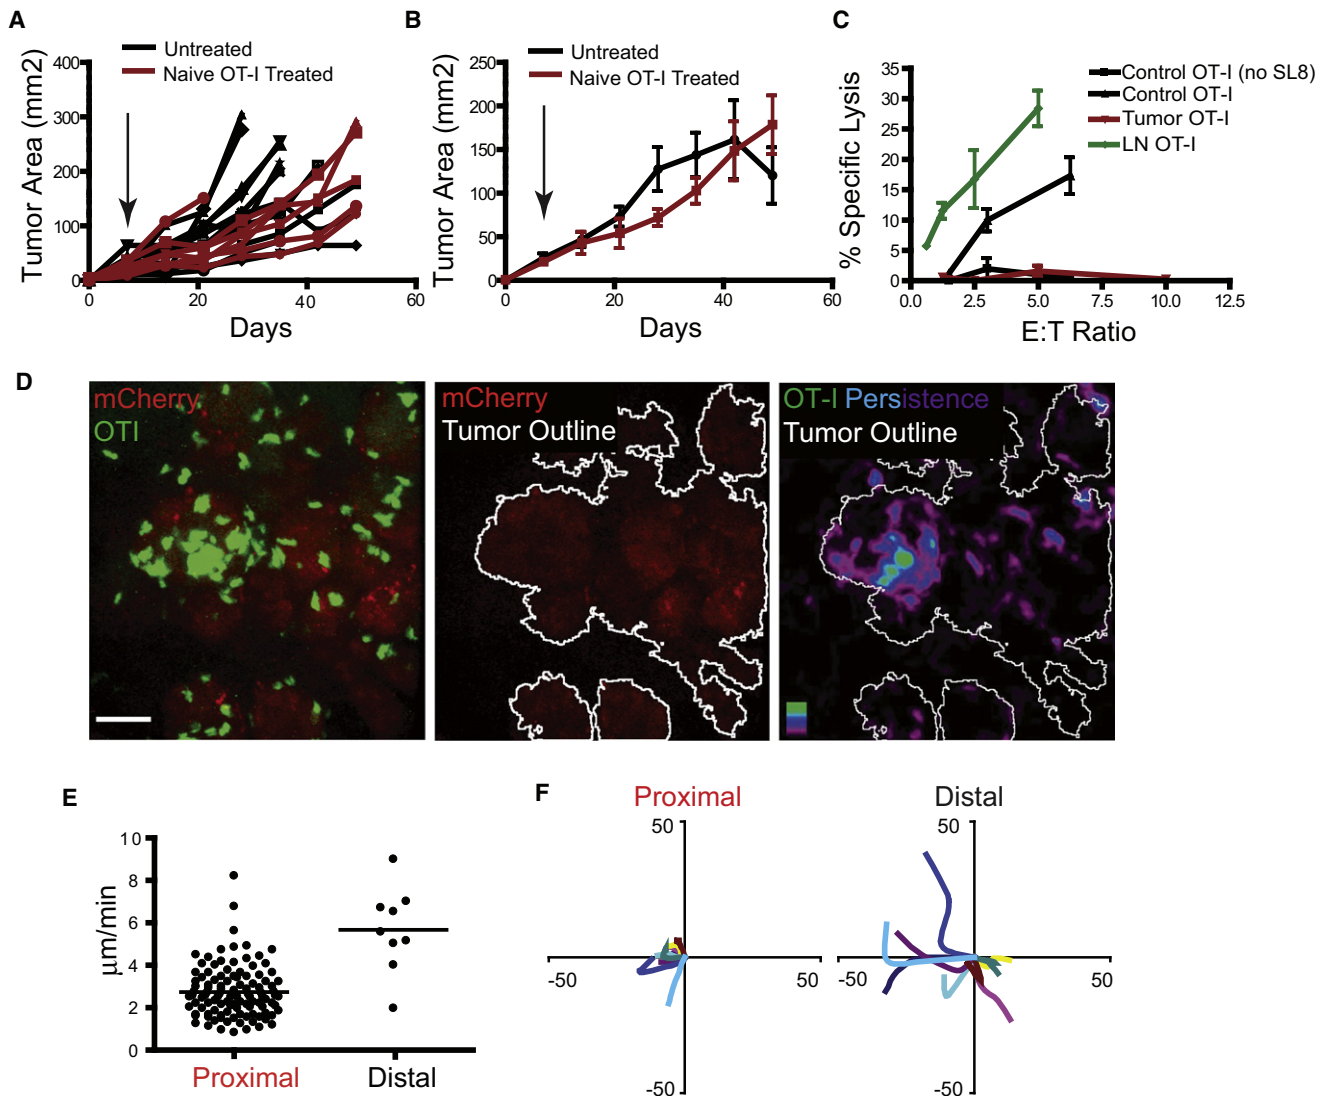 A
Untreated
Naive OT-I Treated
Tumor Area (mm2)
400
300
200
100
0
0
20
40
60
Days
B
Untreated
Naive OT-I Treated
Tumor Area (mm2)
250
200
150
100
50
0
0
20
40
60
Days
C
Control OT-I (no SL8)
Control OT-I
Tumor OT-I
LN OT-I
% Specific Lysis
35
30
25
20
15
10
5
0
0.0
2.5
5.0
7.5
10.0
12.5
E:T Ratio
D
mCherry
OTI
mCherry
Tumor Outline
OT-I Persistence
Tumor Outline
E
µm/min
10
8
6
4
2
0
Proximal
Distal
F
Proximal
50
-50
50
-50
Distal
50
-50
50
-50